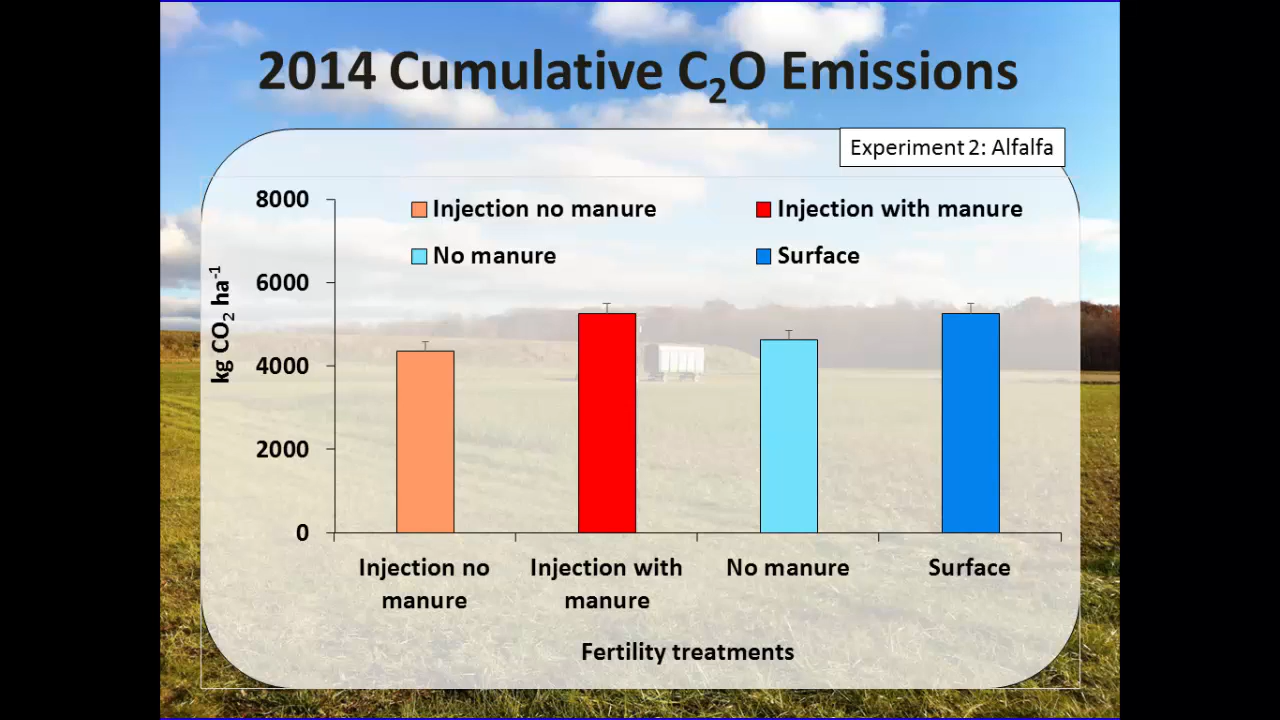 2014 Cumulative C₂O Emissions
Experiment 2: Alfalfa
8000
6000
4000
2000
0
kg CO₂ ha⁻¹
Injection no manure
Injection with manure
No manure
Surface
Injection no
manure
Injection with
manure
No manure
Surface
Fertility treatments